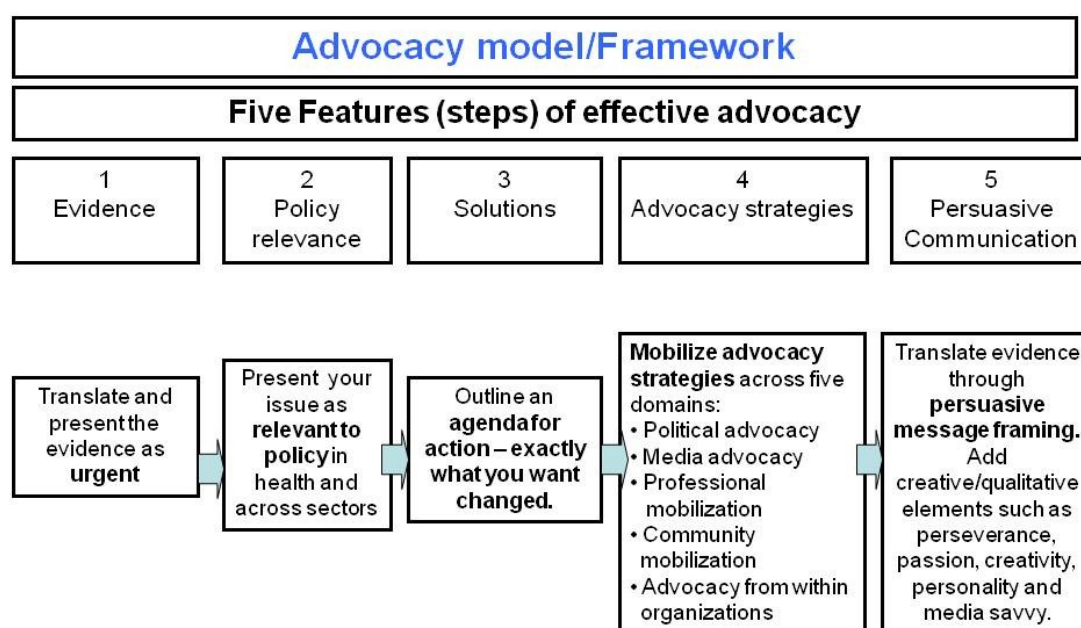 Advocacy model/Framework
Five Features (steps) of effective advocacy
1
Evidence
2
Policy
relevance
3
Solutions
4
Advocacy strategies
5
Persuasive
Communication
Translate and
present the
evidence as
urgent
Present your
issue as
relevant to
policy in
health and
across sectors
Outline an
agenda for
action – exactly
what you want
changed.
Mobilize advocacy
strategies across five
domains:
• Political advocacy
• Media advocacy
• Professional
mobilization
• Community
mobilization
• Advocacy from within
organizations
Translate evidence
through
persuasive
message framing.
Add
creative/qualitative
elements such as
perseverance,
passion, creativity,
personality and
media savvy.